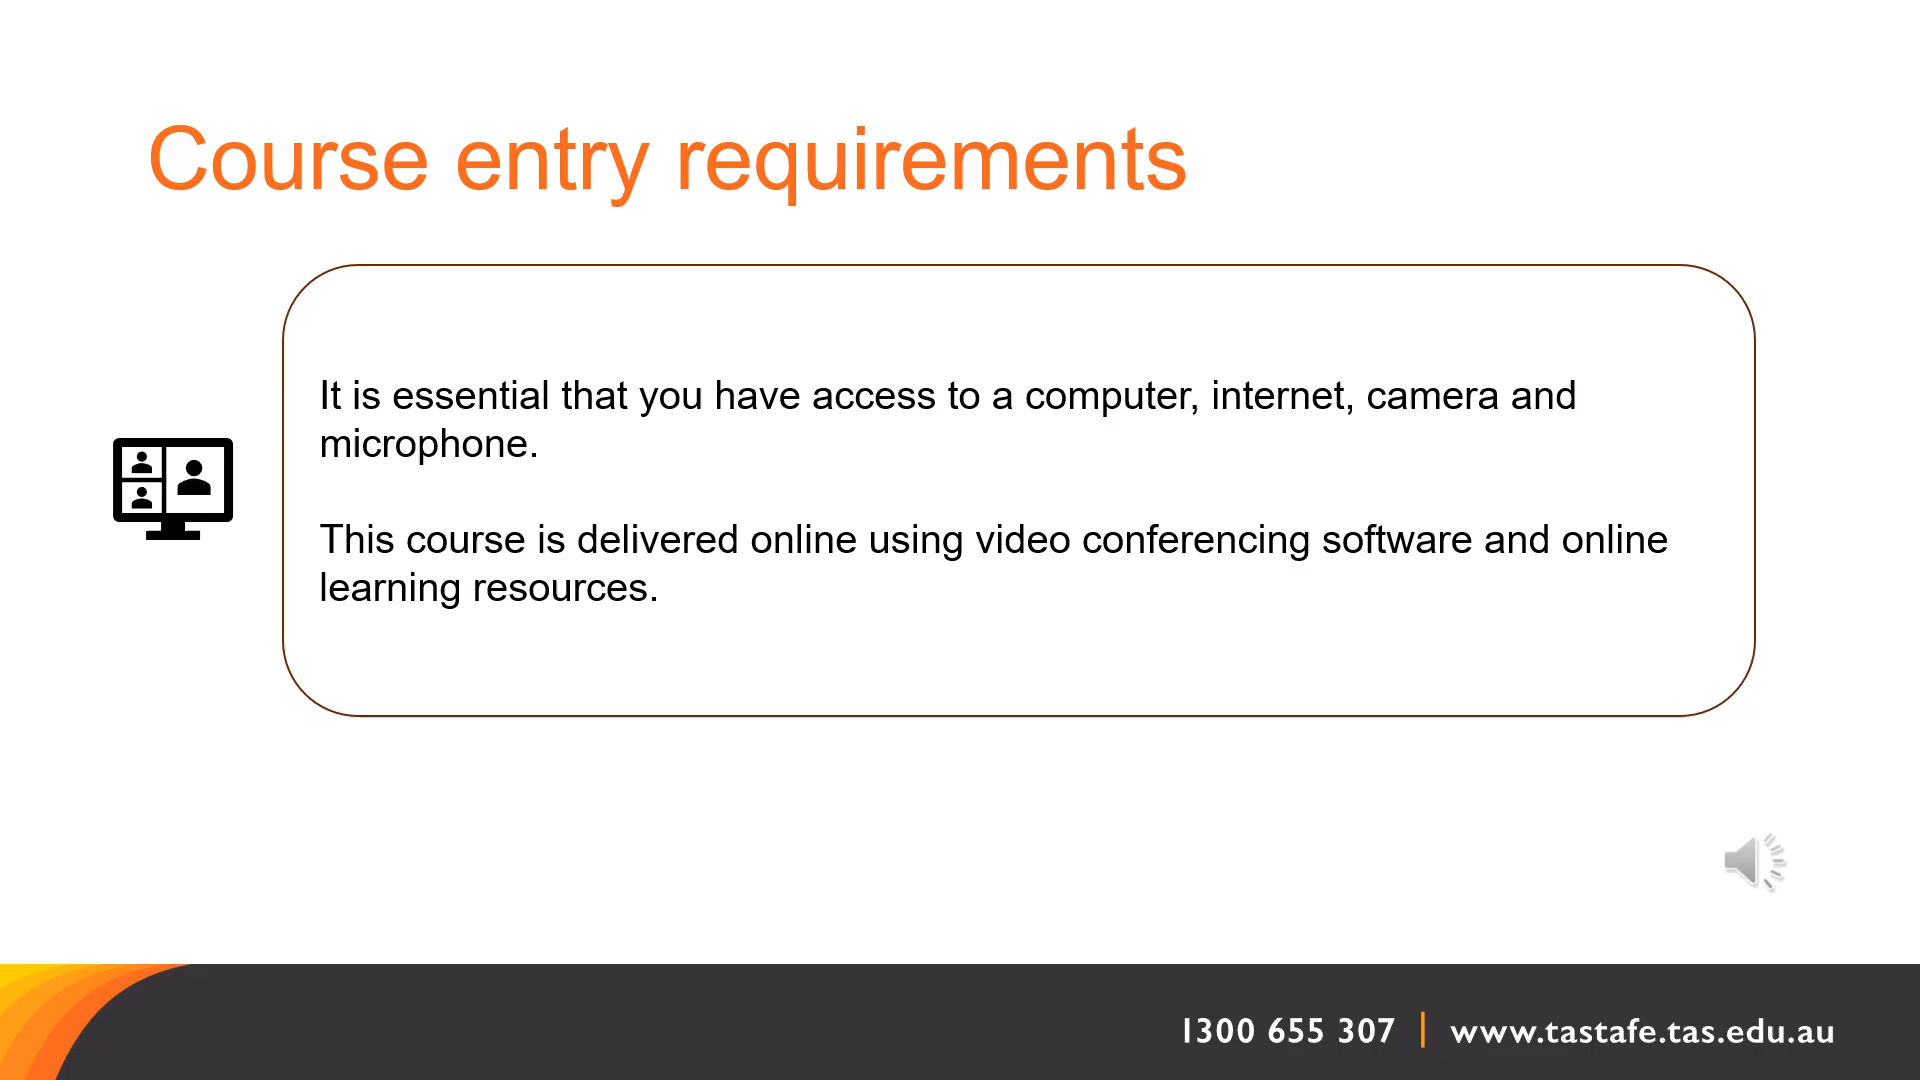 Course entry requirements
It is essential that you have access to a computer, internet, camera and
microphone.
This course is delivered online using video conferencing software and online
learning resources.
1300 655 307 | www.tastafe.tas.edu.au